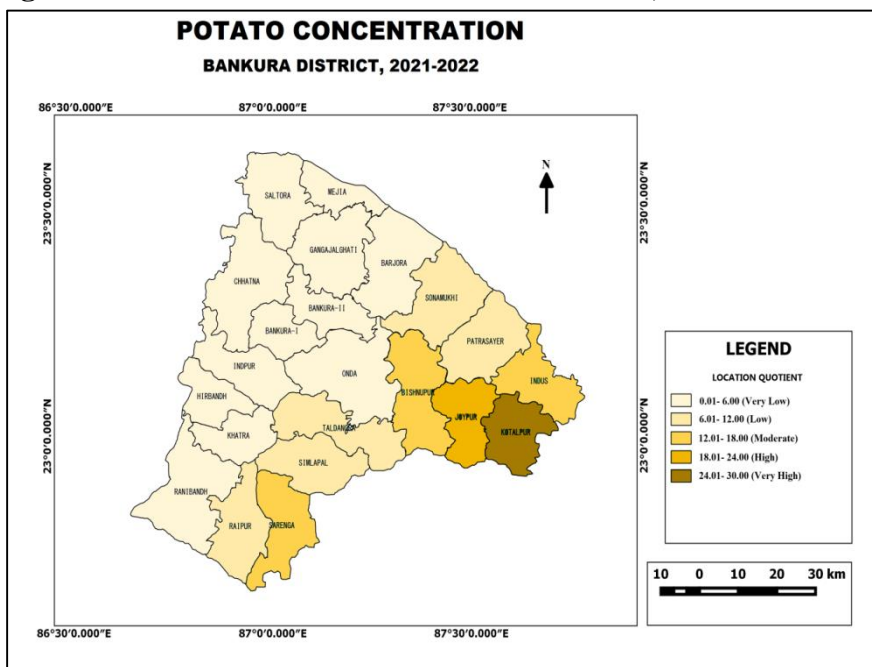 POTATO CONCENTRATION
BANKURA DISTRICT, 2021-2022
86°30'0.000"E 87°0'0.000"E 87°30'0.000"E
23°30'0.000"N 23°30'0.000"N
23°0'0.000"N 23°0'0.000"N
N
SALTORA
MEJIA
GANGAJALGHATI
BARJORA
CHHATNA
SONAMUKHI
BANKURA-II
BANKURA-I
PATRASAYER
INDPUR
ONDA
INDUS
BISHNUPUR
HIRBANDH
JOYPUR
TALDANGRA
KOTALPUR
KHATRA
SIMLAPAL
RANIBANDH
RAIPUR
SARENGA
LEGEND
LOCATION QUOTIENT
0.01- 6.00 (Very Low)
6.01- 12.00 (Low)
12.01- 18.00 (Moderate)
18.01- 24.00 (High)
24.01- 30.00 (Very High)
10 0 10 20 30 km
86°30'0.000"E 87°0'0.000"E 87°30'0.000"E